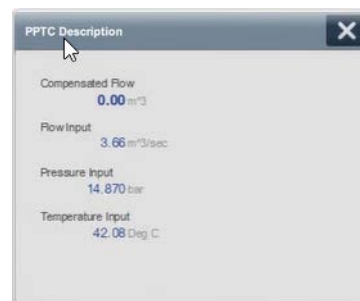 PPTC Description
Compensated Flow
0.00 m^3
Flow Input
3.66 m^3/sec
Pressure Input
14.870 bar
Temperature Input
42.08 Deg C